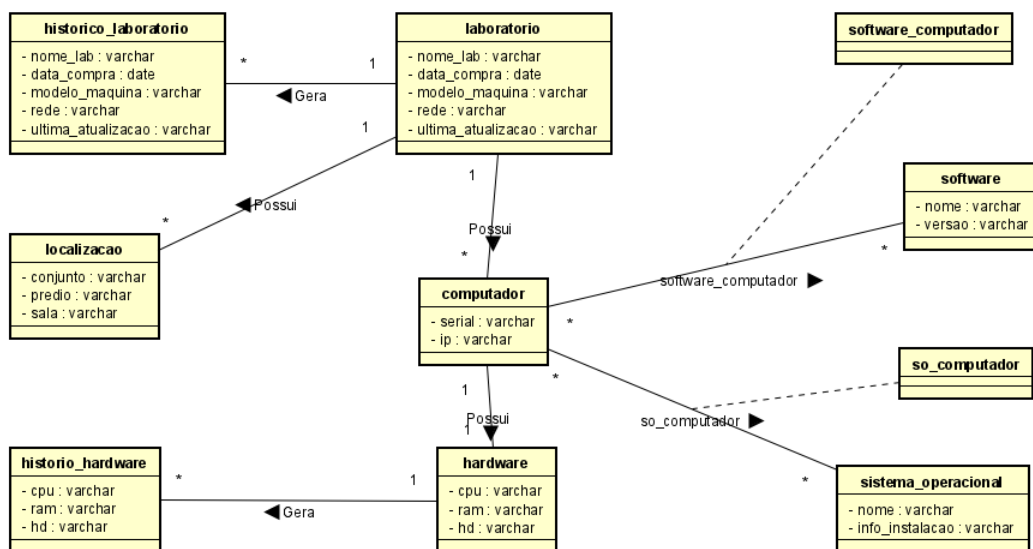 historico_laboratorio
- nome_lab : varchar
- data_compra : date
- modelo_maquina : varchar
- rede : varchar
- ultima_atualizacao : varchar
*
1
Gera
laboratorio
- nome_lab : varchar
- data_compra : date
- modelo_maquina : varchar
- rede : varchar
- ultima_atualizacao : varchar
software_computador
1
Possui
*
localizacao
- conjunto : varchar
- predio : varchar
- sala : varchar
1
Possui
*
software
- nome : varchar
- versao : varchar
*
software_computador
*
computador
- serial : varchar
- ip : varchar
so_computador
*
so_computador
*
1
Possui
1
historio_hardware
- cpu : varchar
- ram : varchar
- hd : varchar
*
1
Gera
hardware
- cpu : varchar
- ram : varchar
- hd : varchar
sistema_operacional
- nome : varchar
- info_instalacao : varchar